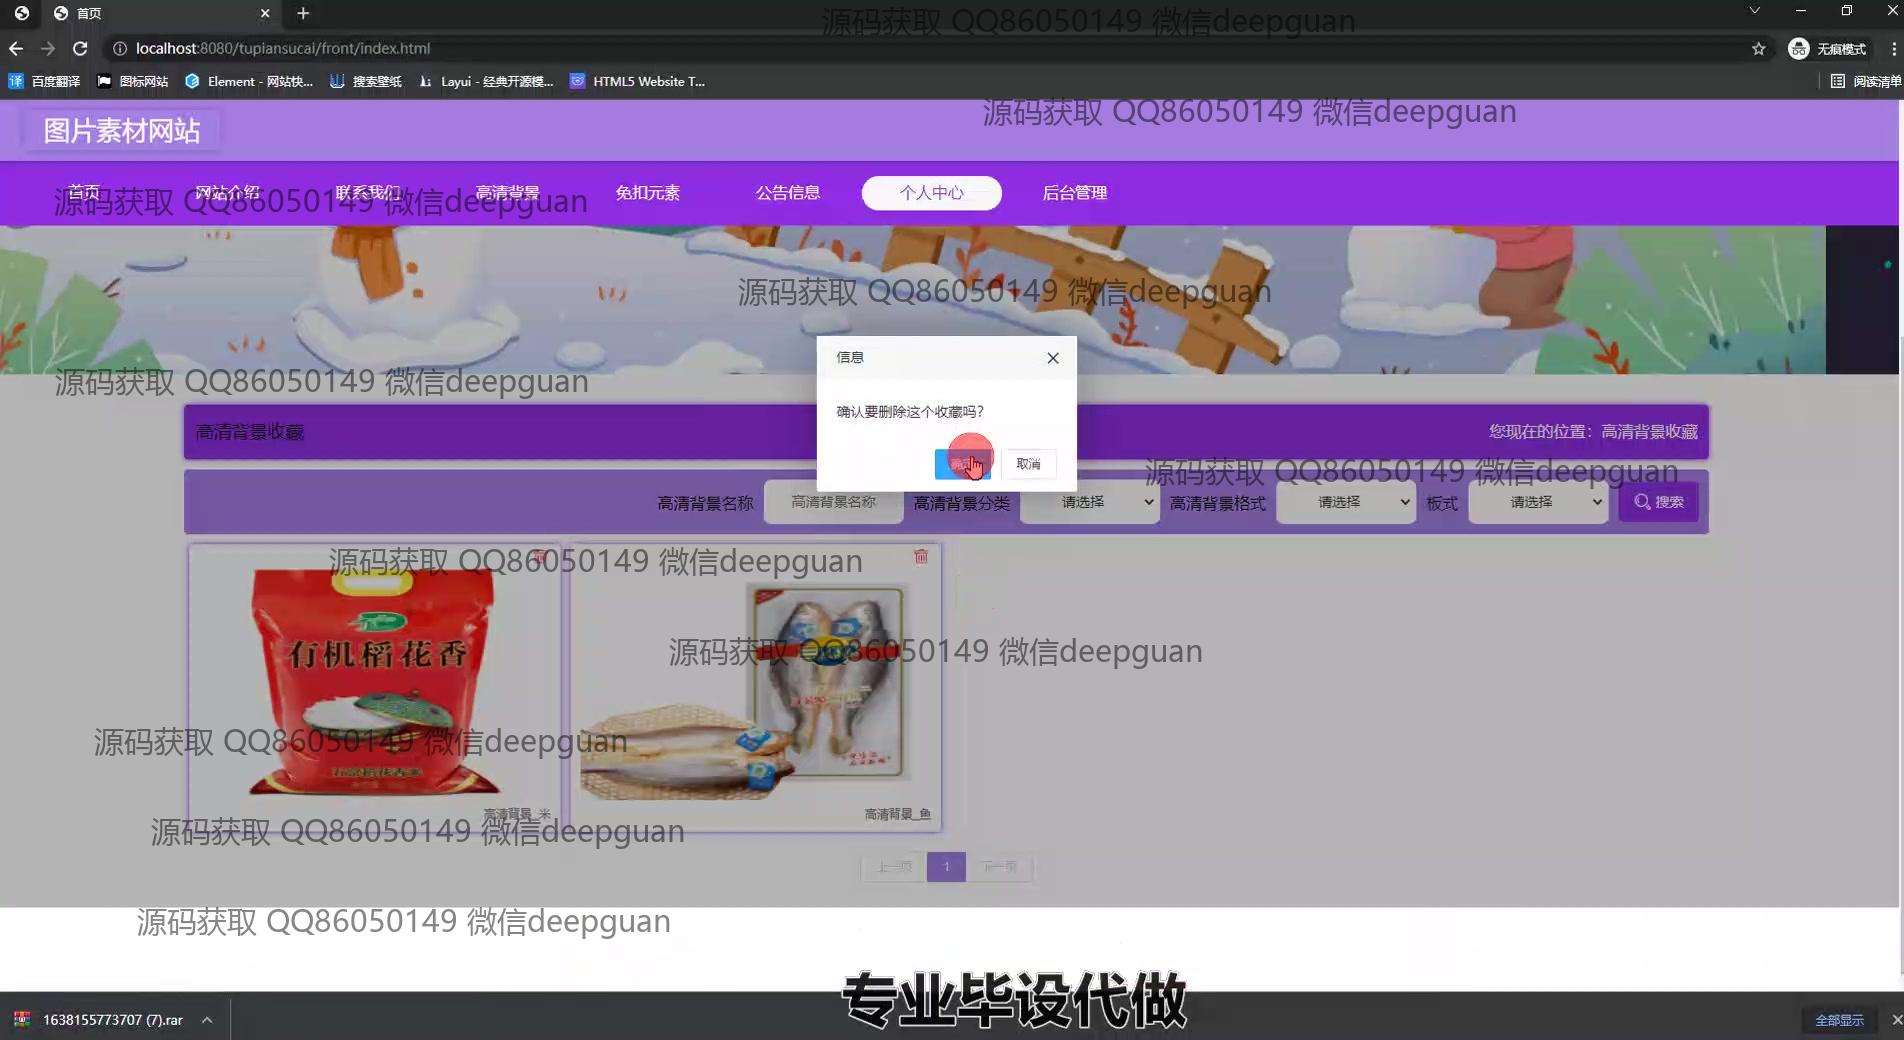 首页
源码获取 QQ86050149 微信deepguan
localhost:8080/tupiansucai/front/index.html
无痕模式
百度翻译
图标网站
Element - 网站快...
搜索壁纸
Layui - 经典开源模...
HTML5 Website T...
阅读清单
源码获取 QQ86050149 微信deepguan
图片素材网站
首页
网站介绍
联系我们
高清背景
免扣元素
公告信息
个人中心
后台管理
源码获取 QQ86050149 微信deepguan
源码获取 QQ86050149 微信deepguan
信息
源码获取 QQ86050149 微信deepguan
确认要删除这个收藏吗?
高清背景收藏
您现在的位置：高清背景收藏
取消
源码获取 QQ86050149 微信deepguan
高清背景名称
高清背景名称
高清背景分类
请选择
高清背景格式
请选择
板式
请选择
搜索
源码获取 QQ86050149 微信deepguan
有机稻花香
源码获取 QQ86050149 微信deepguan
源码获取 QQ86050149 微信deepguan
高清背景_米
高清背景_鱼
源码获取 QQ86050149 微信deepguan
上一页
1
下一页
源码获取 QQ86050149 微信deepguan
专业毕设代做
1638155773707 (7).rar
全部显示